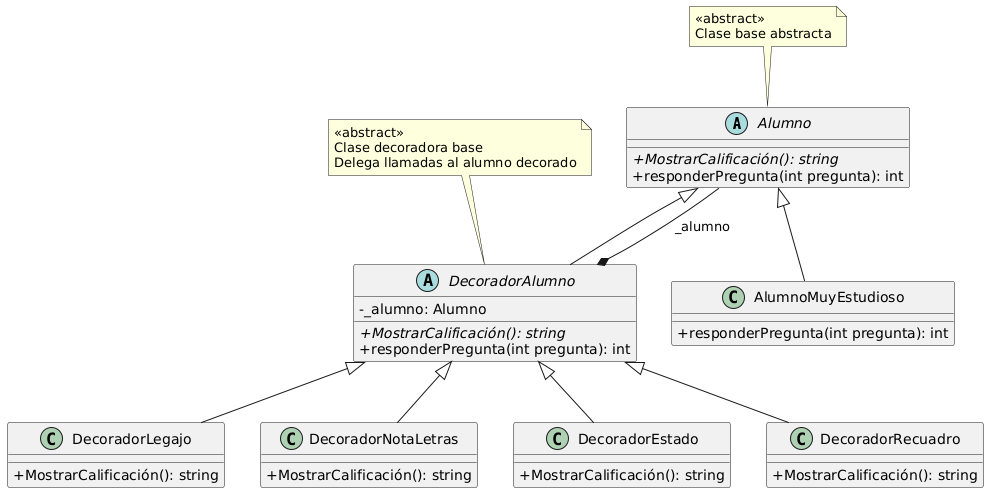 «abstract»
Clase base abstracta
«abstract»
Clase decoradora base
Delega llamadas al alumno decorado
A Alumno
+MostrarCalificación(): string
+responderPregunta(int pregunta): int
_alumno
A DecoradorAlumno
-_alumno: Alumno
+MostrarCalificación(): string
+responderPregunta(int pregunta): int
C AlumnoMuyEstudioso
+responderPregunta(int pregunta): int
C DecoradorLegajo
+MostrarCalificación(): string
C DecoradorNotaLetras
+MostrarCalificación(): string
C DecoradorEstado
+MostrarCalificación(): string
C DecoradorRecuadro
+MostrarCalificación(): string